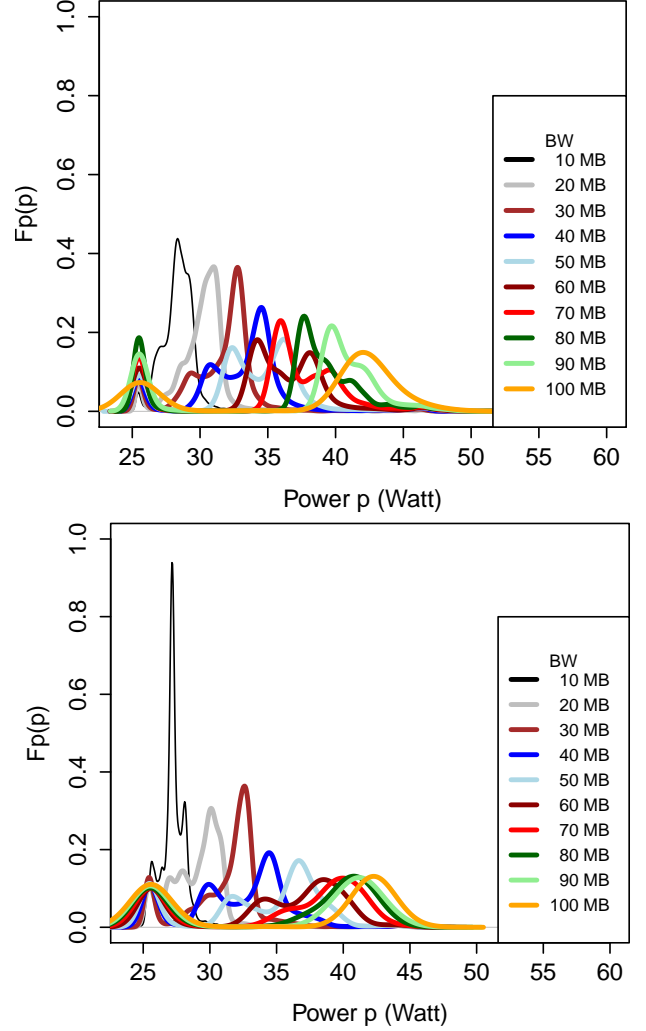 1.0
0.8
0.6
0.4
0.2
0.0
Fp(p)
BW
10 MB
20 MB
30 MB
40 MB
50 MB
60 MB
70 MB
80 MB
90 MB
100 MB
25 30 35 40 45 50 55 60
Power p (Watt)
1.0
0.8
0.6
0.4
0.2
0.0
Fp(p)
BW
10 MB
20 MB
30 MB
40 MB
50 MB
60 MB
70 MB
80 MB
90 MB
100 MB
25 30 35 40 45 50 55 60
Power p (Watt)